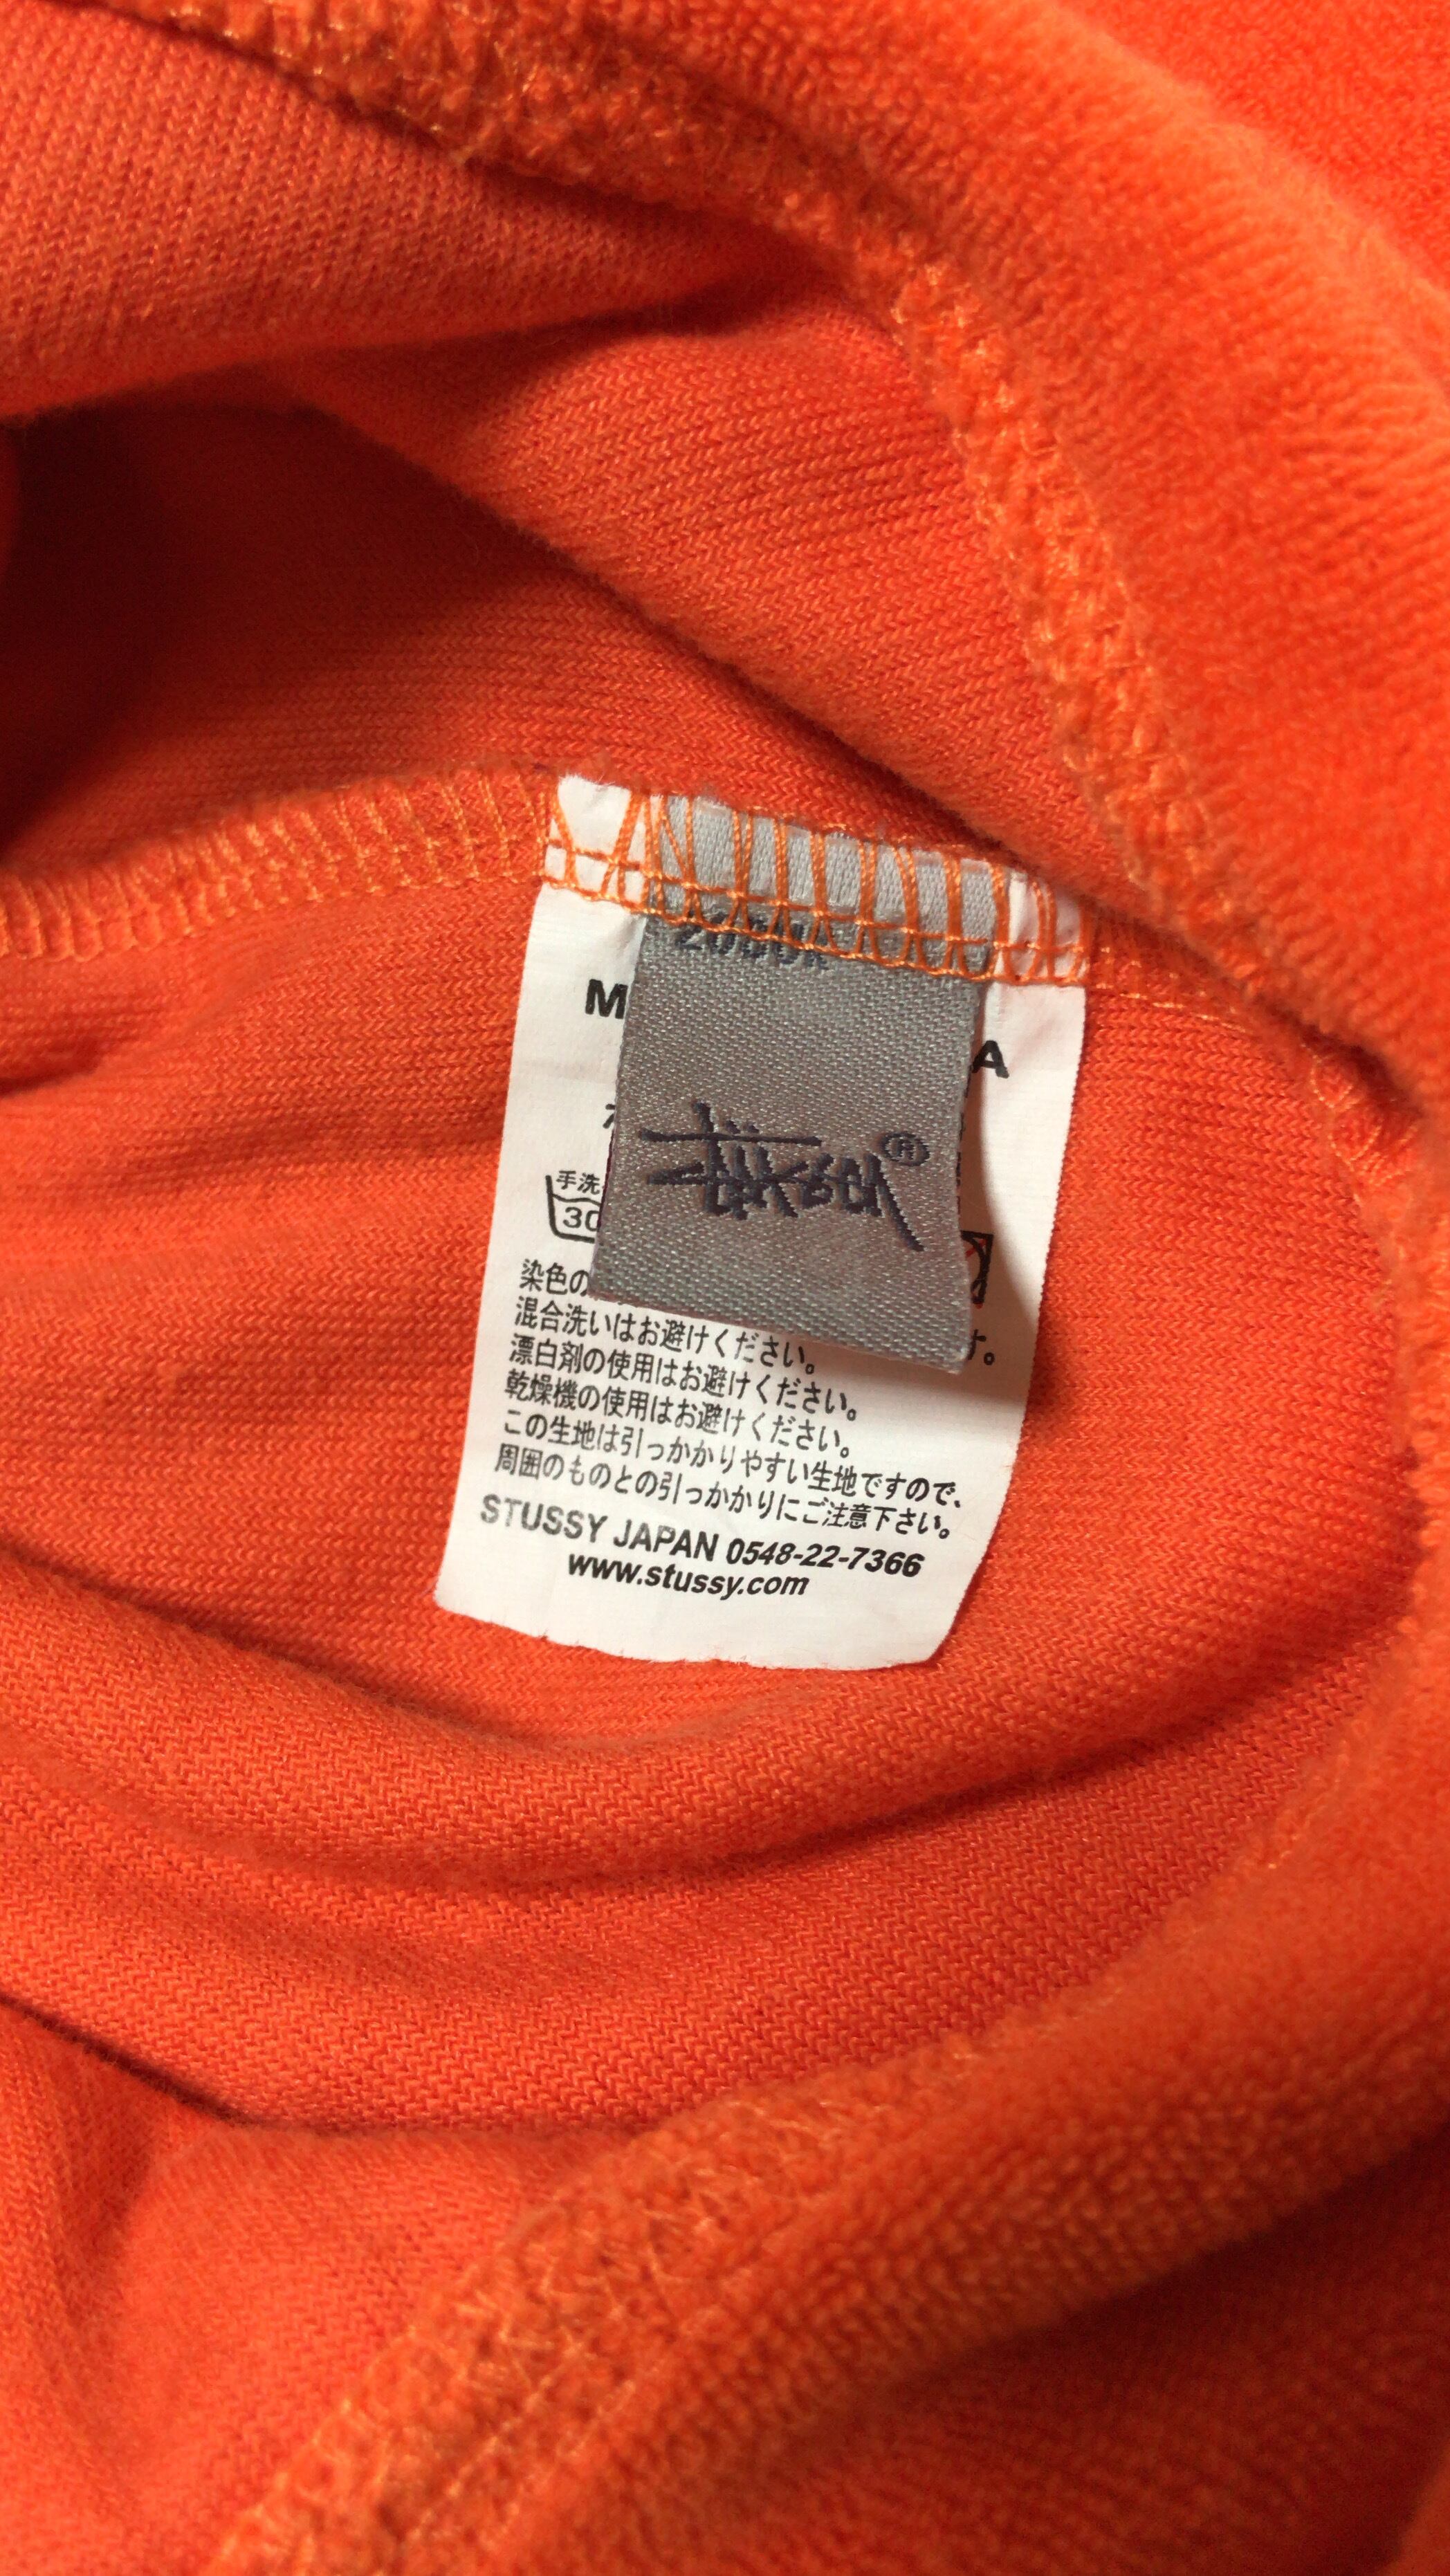 M
A
STUSSY ®
手洗
30
染色の
す。
混合洗いはお避けください。
漂白剤の使用はお避けください。
乾燥機の使用はお避けください。
この生地は引っかかりやすい生地ですので、
周囲のものとの引っかかりにご注意下さい。
STUSSY JAPAN 0548-22-7366
www.stussy.com